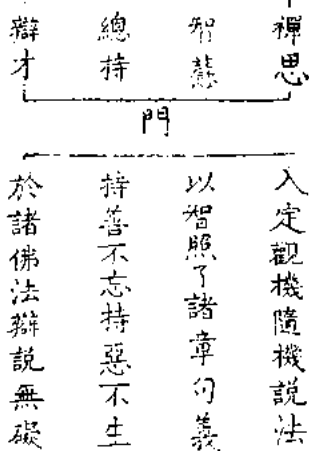 禪思
智慧
總持
辯才
門
入定觀機隨機説法
以智照了諸章句義
持善不忘持惡不生
於諸佛法辯説無礙